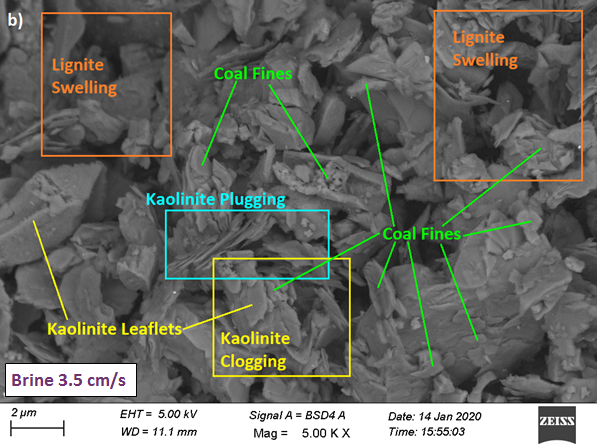 b)
Lignite
Swelling
Lignite
Swelling
Coal Fines
Kaolinite Plugging
Coal Fines
Kaolinite Leaflets
Kaolinite
Clogging
Brine 3.5 cm/s
2 µm
EHT = 5.00 kV
Signal A = BSD4 A
Date: 14 Jan 2020
WD = 11.1 mm
Mag = 5.00 K X
Time: 15:55:03
ZEISS